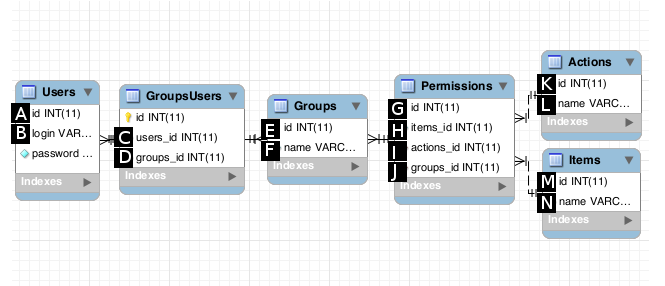 Users
A id INT(11)
B login VAR...
password ...
Indexes
GroupsUsers
id INT(11)
C users_id INT(11)
D groups_id INT(11)
Indexes
Groups
E id INT(11)
F name VARC...
Indexes
Permissions
G id INT(11)
H items_id INT(11)
I actions_id INT(11)
J groups_id INT(11)
Indexes
Actions
K id INT(11)
L name VARC...
Indexes
Items
M id INT(11)
N name VARC...
Indexes